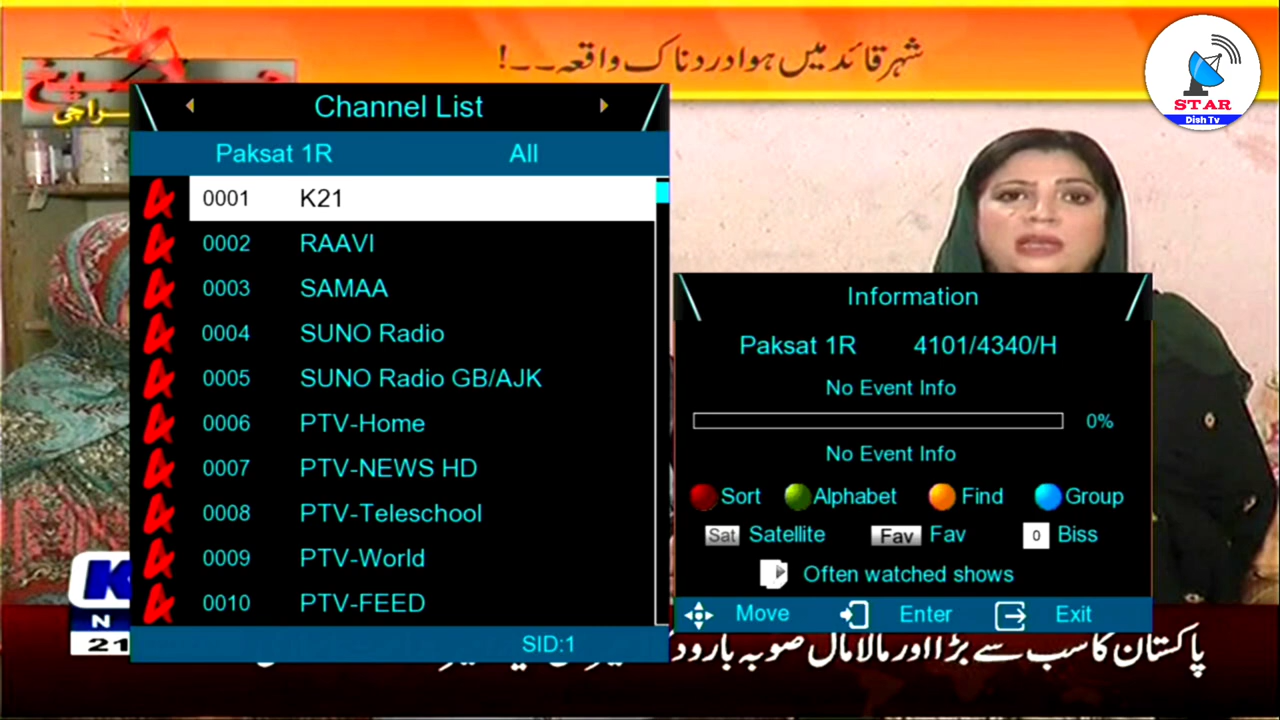 شہر قائد میں ہوا دردناک واقعہ۔۔۔!
STAR
Dish Tv
Channel List
Paksat 1R All
0001 K21
0002 RAAVI
0003 SAMAA
0004 SUNO Radio
0005 SUNO Radio GB/AJK
0006 PTV-Home
0007 PTV-NEWS HD
0008 PTV-Teleschool
0009 PTV-World
0010 PTV-FEED
SID:1
Information
Paksat 1R 4101/4340/H
No Event Info
0%
No Event Info
Sort Alphabet Find Group
Sat Satellite Fav Fav 0 Biss
Often watched shows
Move Enter Exit
K
N
21
پاکستان کا سب سے بڑا اور مالا مال صوبہ بارود